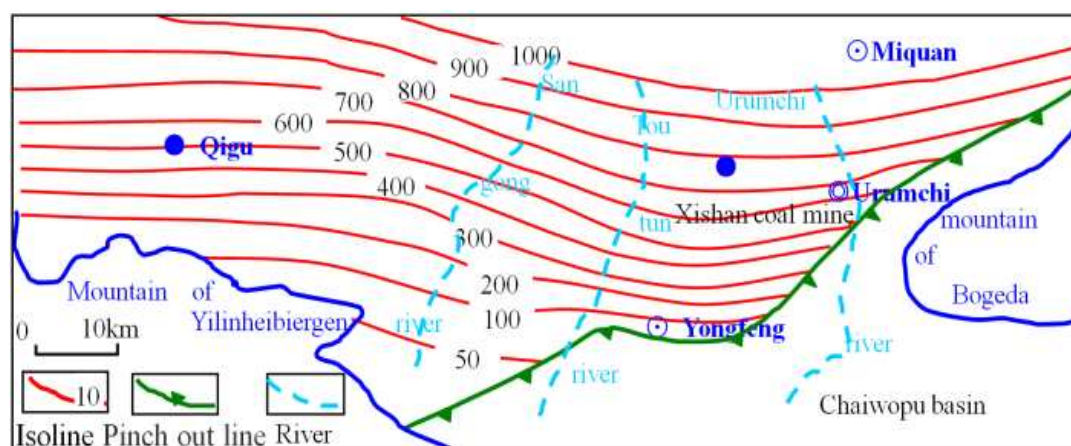 1000
Miquan
900
San
800
Urumchi
700
600
Tou
Qigu
500
gang
400
Urumchi
Xishan coal mine
tun
mountain
300
of
200
Mountain of
Bogeda
Yilinheibiergen
0 10km
100
river
Yongfeng
river
50
river
10
Chaiwopu basin
Isoline Pinch out line River